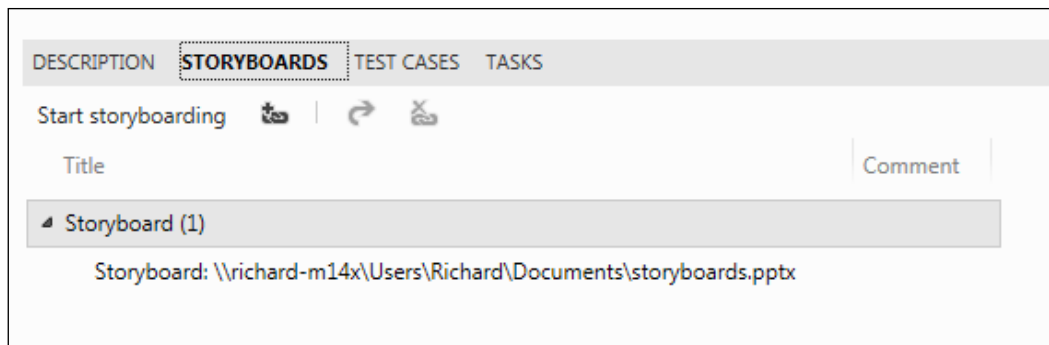 DESCRIPTION STORYBOARDS TEST CASES TASKS
Start storyboarding
Title Comment
Storyboard (1)
Storyboard: \\richard-m14x\Users\Richard\Documents\storyboards.pptx